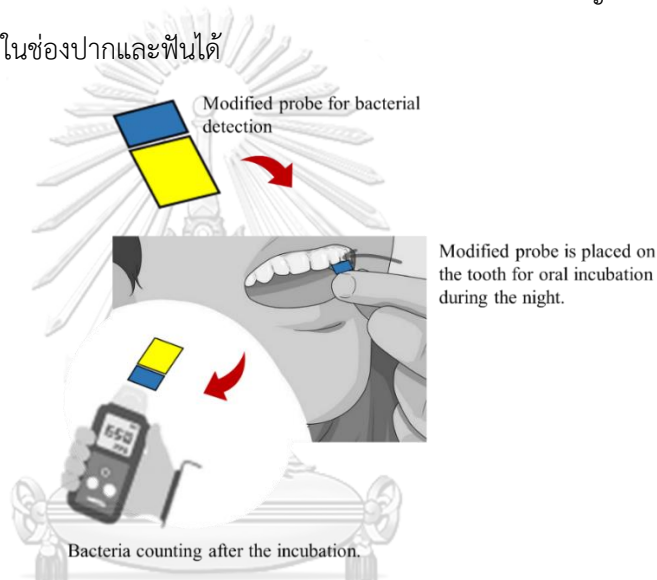 ในช่องปากและฟันได้
Modified probe for bacterial
detection
Modified probe is placed on
the tooth for oral incubation
during the night.
Bacteria counting after the incubation.